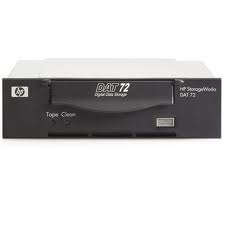 hp
DAT 72
Digital Data Storage
HP StorageWorks
DAT 72
Tape Clean